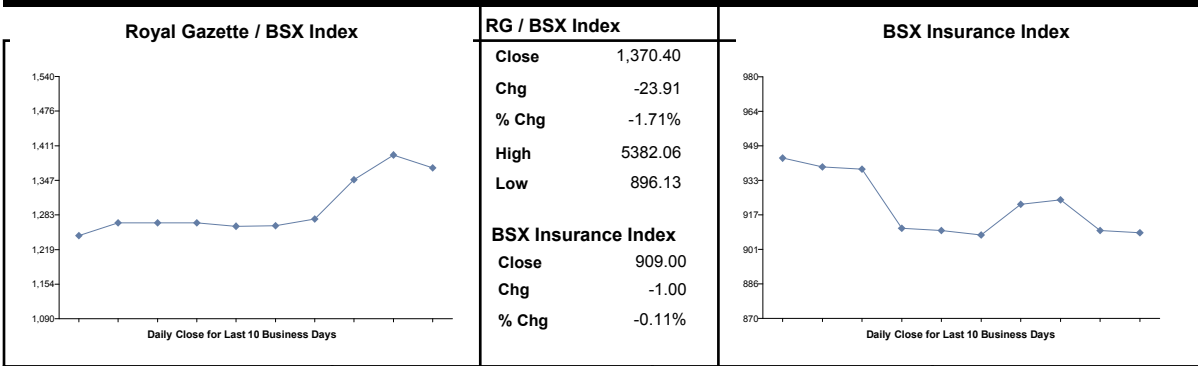 Royal Gazette / BSX Index
1,540
1,476
1,411
1,347
1,283
1,219
1,154
1,090
Daily Close for Last 10 Business Days
RG / BSX Index
Close 1,370.40
Chg -23.91
% Chg -1.71%
High 5382.06
Low 896.13
BSX Insurance Index
Close 909.00
Chg -1.00
% Chg -0.11%
BSX Insurance Index
980
964
949
933
917
901
886
870
Daily Close for Last 10 Business Days